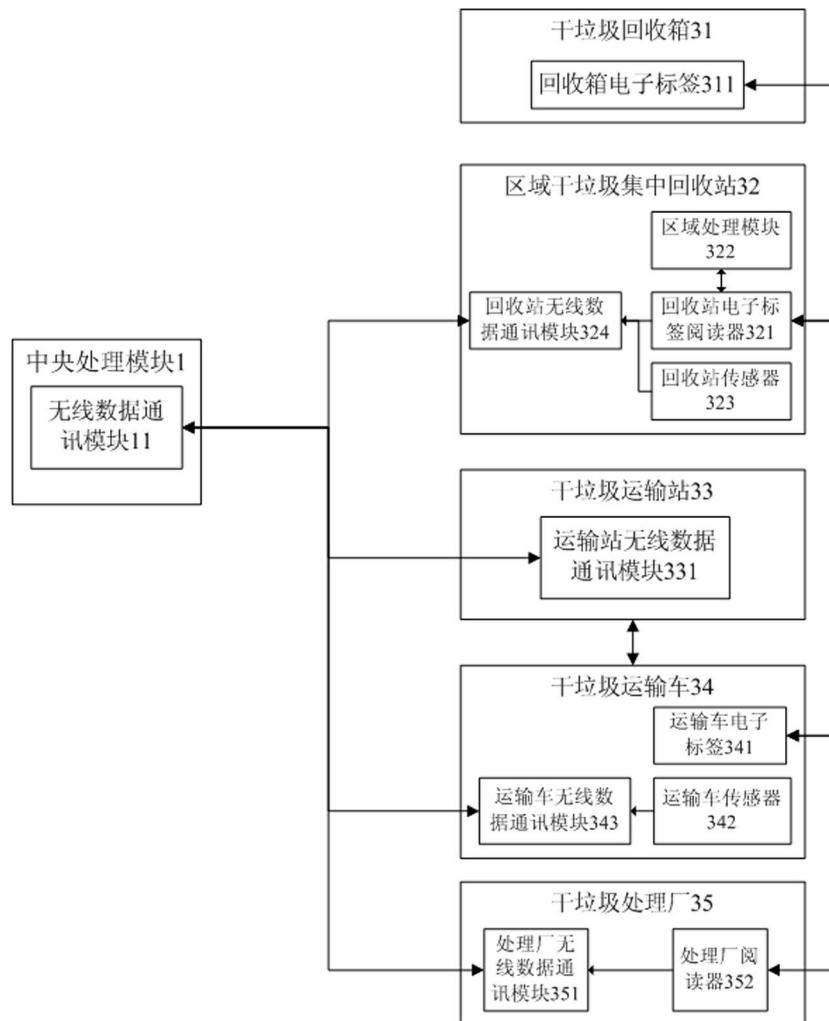 干垃圾回收箱31
回收箱电子标签311
区域干垃圾集中回收站32
区域处理模块
322
回收站无线数
据通讯模块324
回收站电子标
签阅读器321
回收站传感器
323
中央处理模块1
无线数据通
讯模块11
干垃圾运输站33
运输站无线数据
通讯模块331
干垃圾运输车34
运输车电子
标签341
运输车无线数
据通讯模块343
运输车传感器
342
干垃圾处理厂35
处理厂无
线数据通
讯模块351
处理厂阅
读器352